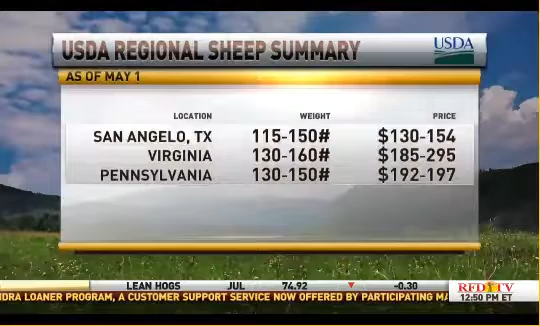 USDA REGIONAL SHEEP SUMMARY
USDA
AS OF MAY 1
LOCATION WEIGHT PRICE
SAN ANGELO, TX 115-150# $130-154
VIRGINIA 130-160# $185-295
PENNSYLVANIA 130-150# $192-197
LEAN HOGS JUL 74.92 ▼ -0.30
RFD TV
NDRA LOANER PROGRAM, A CUSTOMER SUPPORT SERVICE NOW OFFERED BY PARTICIPATING MA
12:50 PM ET